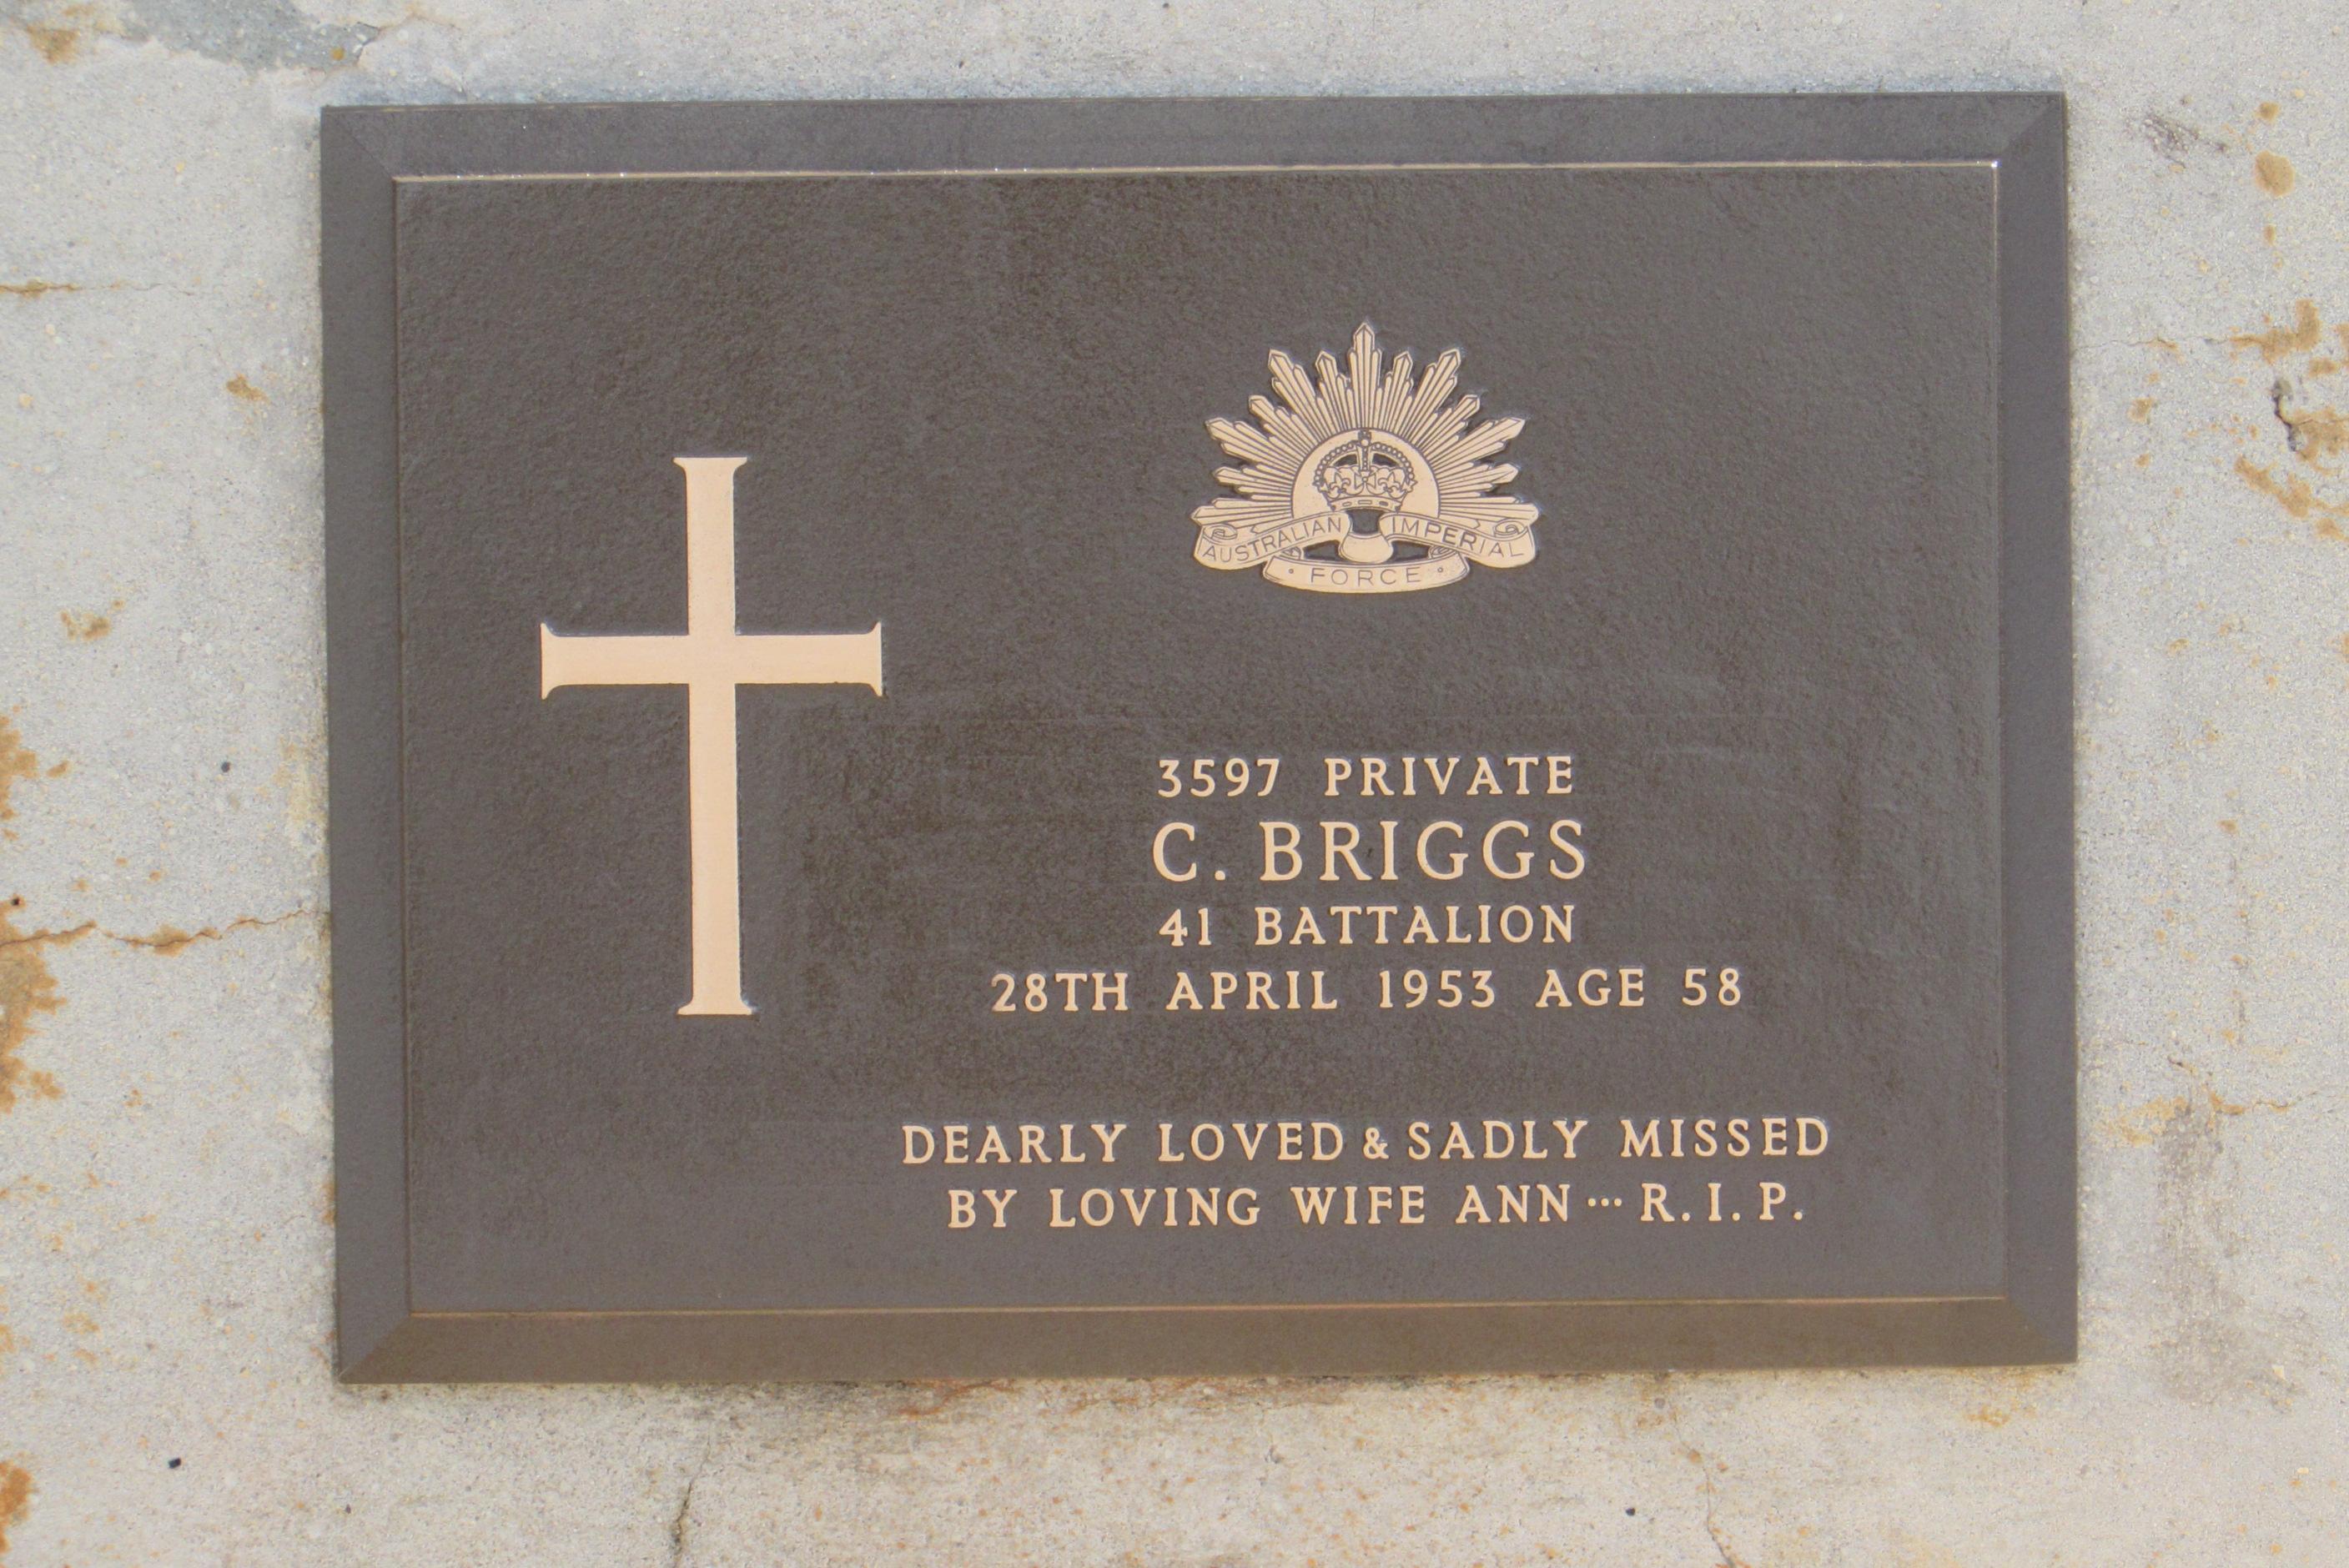 AUSTRALIAN IMPERIAL
FORCE
3597 PRIVATE
C. BRIGGS
41 BATTALION
28TH APRIL 1953 AGE 58
DEARLY LOVED & SADLY MISSED
BY LOVING WIFE ANN ··· R. I. P.